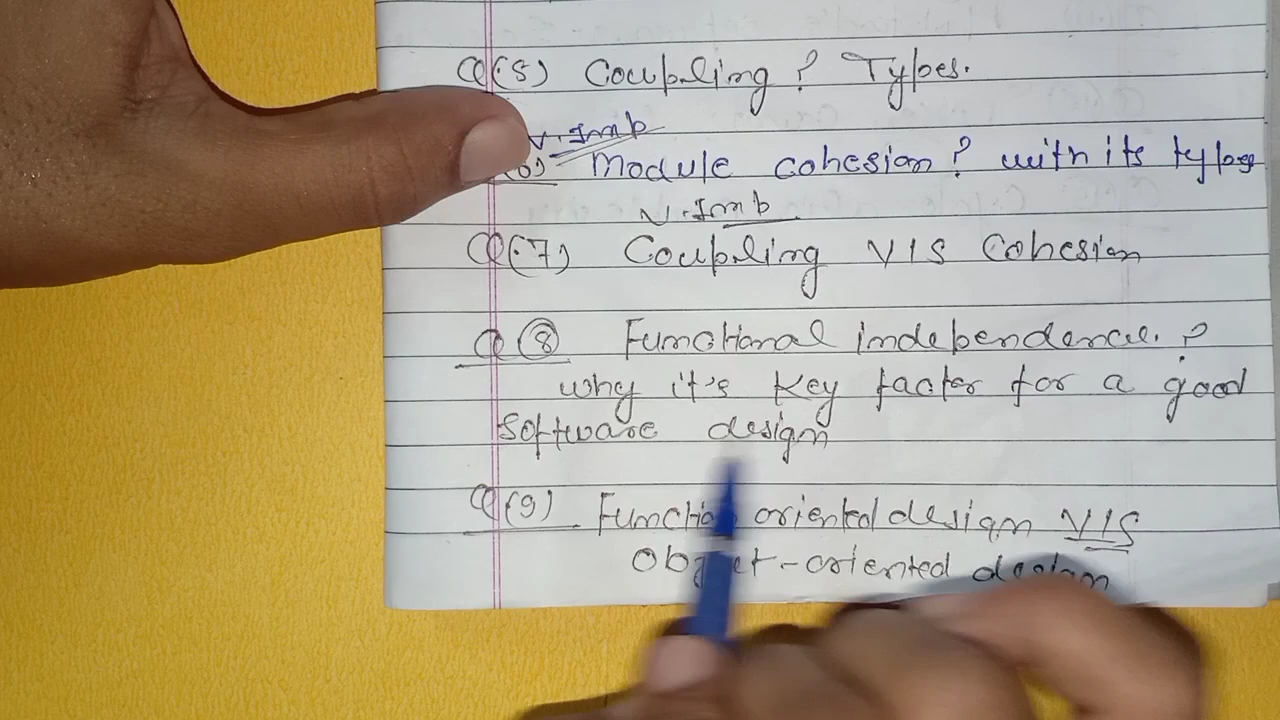 Q(5) Coupling? Types.
V.Imp
(6) Module cohesion? with its types
V.Imp
Q(7) Coupling V/S Cohesion
Q(8) Functional independence.?
why it's key factor for a good
Software design
Q(9) Function oriented design V/S
Object-oriented design